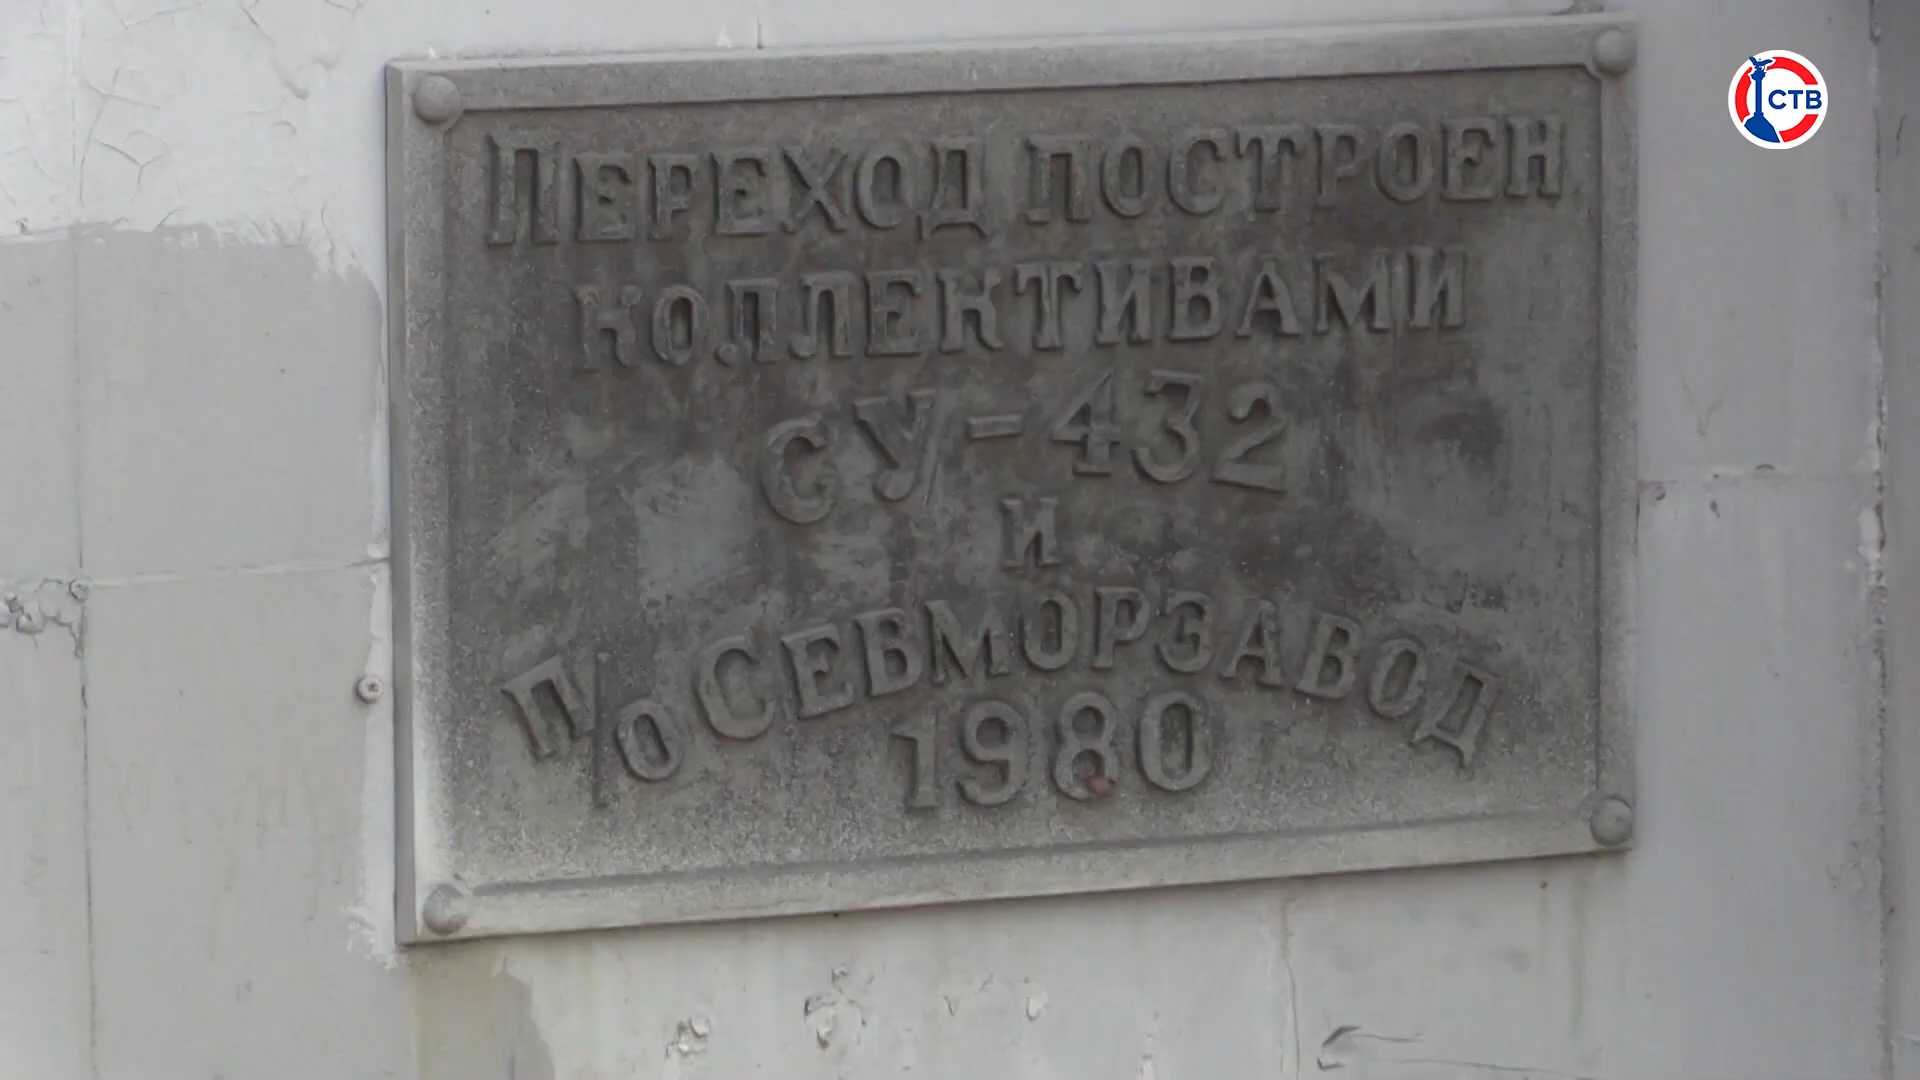 СТВ
Переход построен
коллективами
СУ-432
и
П/о Севморзавод
1980